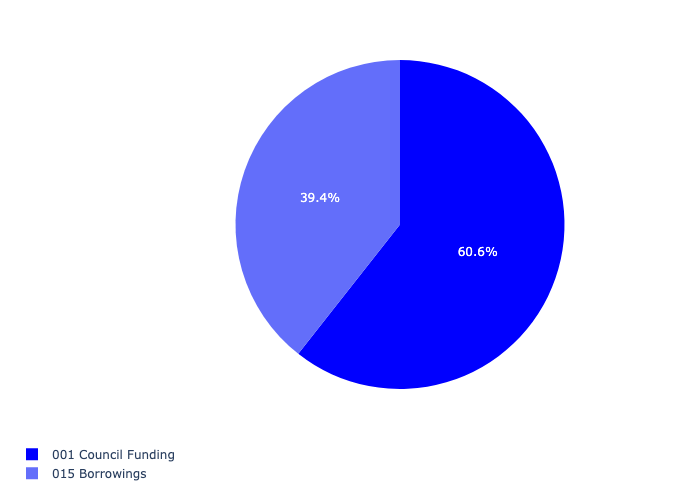 39.4%
60.6%
001 Council Funding
015 Borrowings